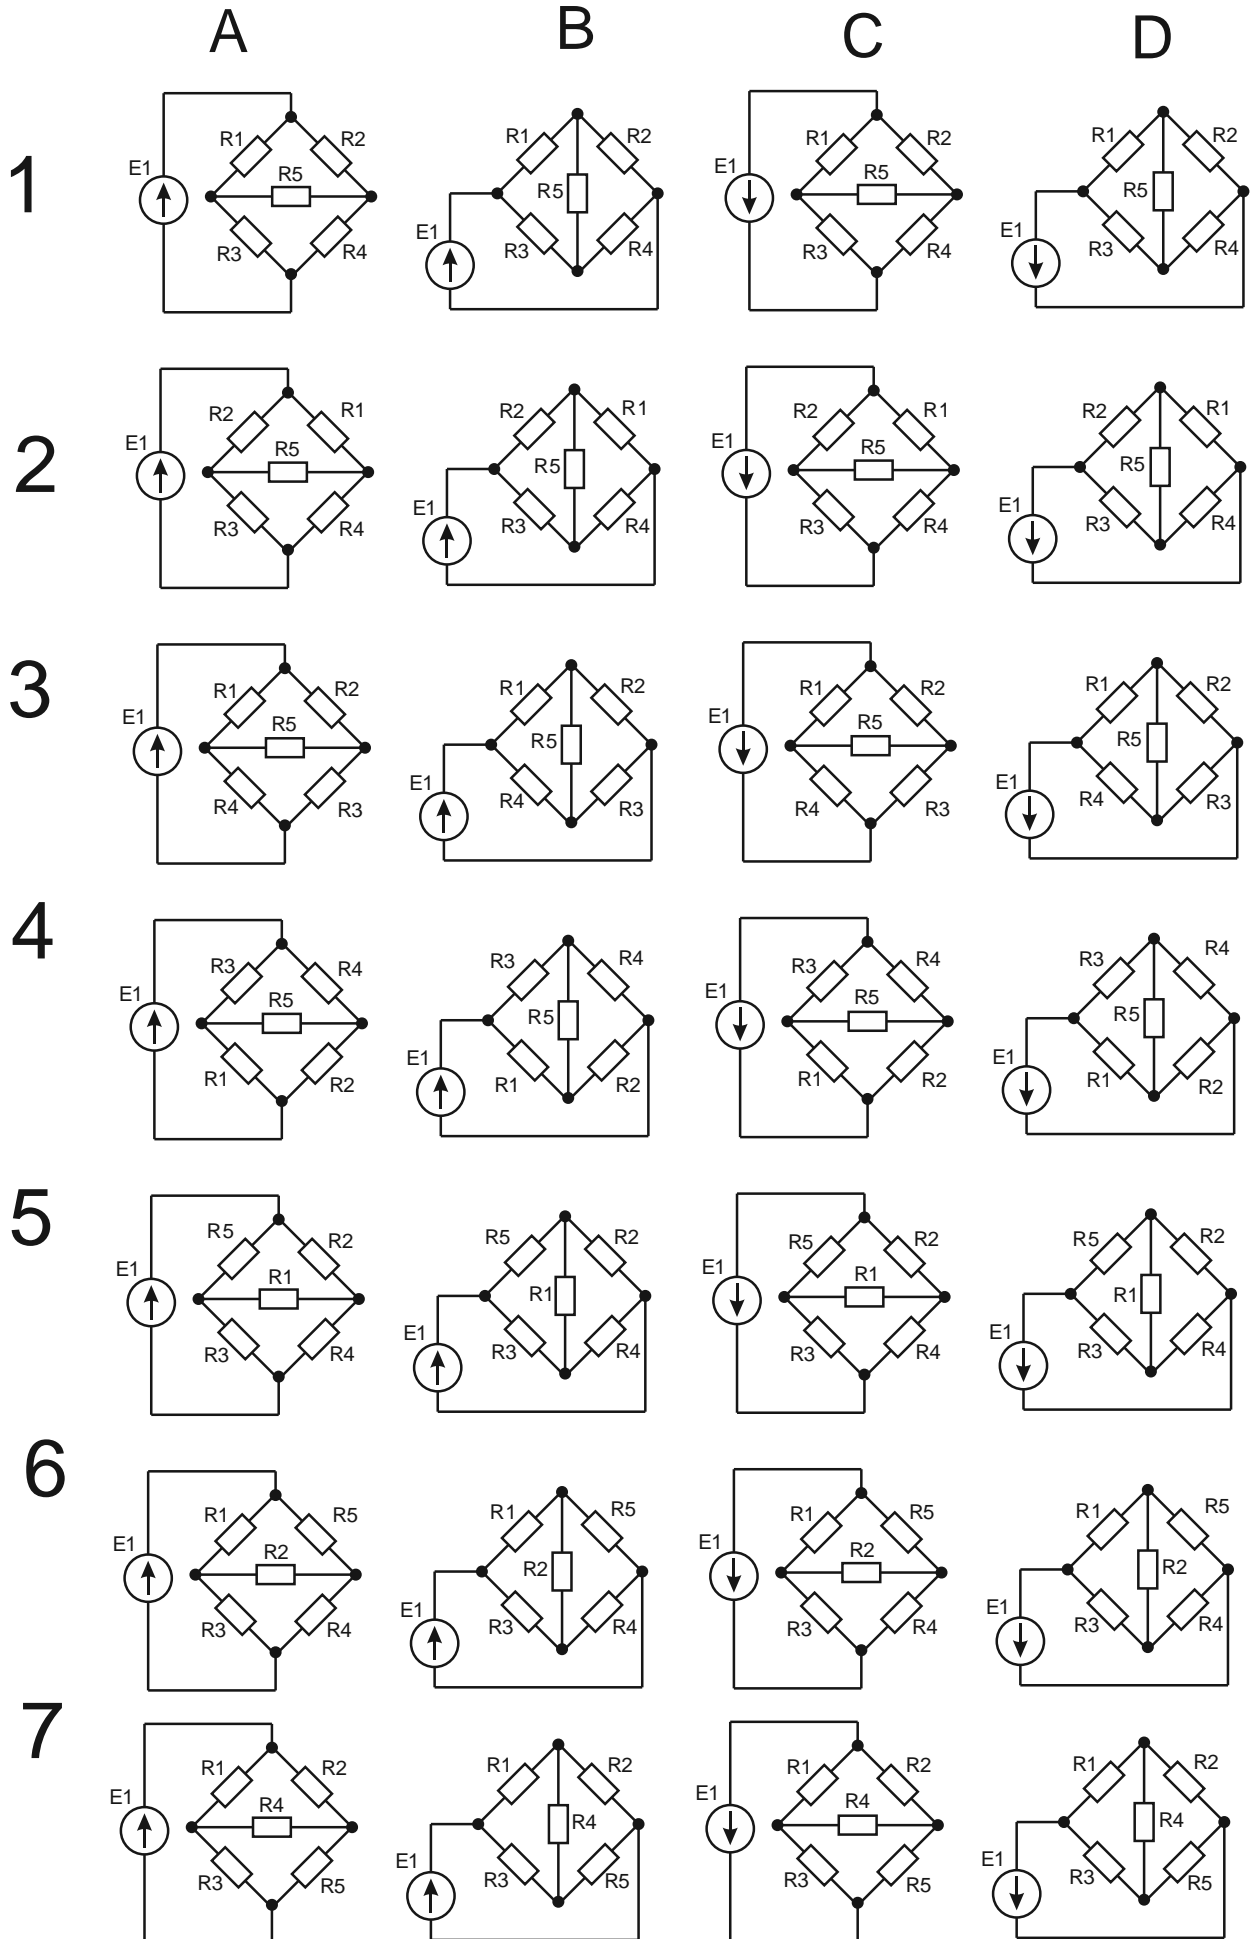 A B C D
1
R1 R2 R1 R2 R1 R2 R1 R2
E1 R5 R5 E1 R5 R5
R3 R4 E1 R3 R4 R3 R4 E1 R3 R4
2
R2 R1 R2 R1 R2 R1 R2 R1
E1 R5 R5 E1 R5 R5
R3 R4 E1 R3 R4 R3 R4 E1 R3 R4
3
R1 R2 R1 R2 R1 R2 R1 R2
E1 R5 R5 E1 R5 R5
R4 R3 E1 R4 R3 R4 R3 E1 R4 R3
4
R3 R4 R3 R4 R3 R4 R3 R4
E1 R5 R5 E1 R5 R5
R1 R2 E1 R1 R2 R1 R2 E1 R1 R2
5
R5 R2 R5 R2 R5 R2 R5 R2
E1 R1 R1 E1 R1 R1
R3 R4 E1 R3 R4 R3 R4 E1 R3 R4
6
R1 R5 R1 R5 R1 R5 R1 R5
E1 R2 R2 E1 R2 R2
R3 R4 E1 R3 R4 R3 R4 E1 R3 R4
7
R1 R2 R1 R2 R1 R2 R1 R2
E1 R4 R4 E1 R4 R4
R3 R5 E1 R3 R5 R3 R5 E1 R3 R5